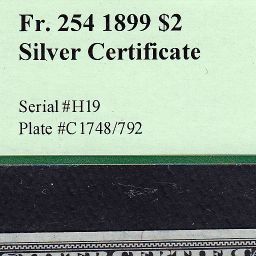 Fr. 254 1899 $2
Silver Certificate
Serial #H19
Plate #C1748/792